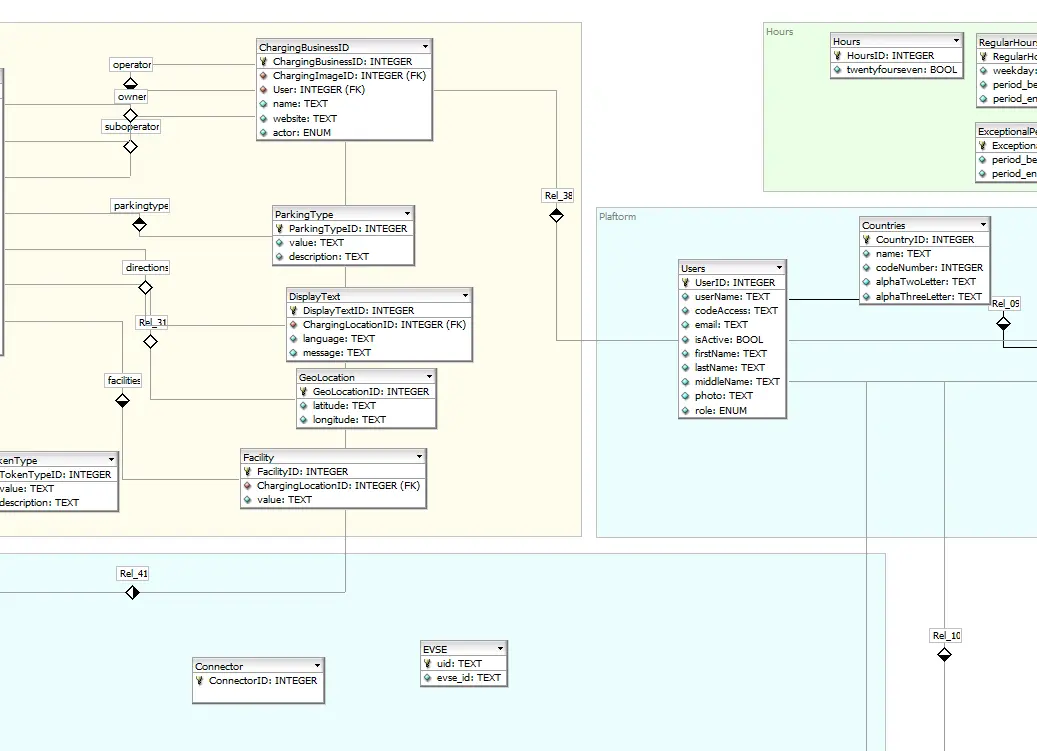 operator
owner
suboperator
parkingtype
directions
Rel_31
facilities
ChargingBusinessID
ChargingBusinessID: INTEGER
ChargingImageID: INTEGER (FK)
User: INTEGER (FK)
name: TEXT
website: TEXT
actor: ENUM
ParkingType
ParkingTypeID: INTEGER
value: TEXT
description: TEXT
DisplayText
DisplayTextID: INTEGER
ChargingLocationID: INTEGER (FK)
language: TEXT
message: TEXT
GeoLocation
GeoLocationID: INTEGER
latitude: TEXT
longitude: TEXT
Facility
FacilityID: INTEGER
ChargingLocationID: INTEGER (FK)
value: TEXT
kenType
TokenTypeID: INTEGER
value: TEXT
description: TEXT
Rel_38
Hours
Hours
HoursID: INTEGER
twentyfourseven: BOOL
RegularHours
RegularHo
weekday:
period_be
period_en
ExceptionalPe
Exceptiona
period_be
period_en
Plaftorm
Users
UserID: INTEGER
userName: TEXT
codeAccess: TEXT
email: TEXT
isActive: BOOL
firstName: TEXT
lastName: TEXT
middleName: TEXT
photo: TEXT
role: ENUM
Countries
CountryID: INTEGER
name: TEXT
codeNumber: INTEGER
alphaTwoLetter: TEXT
alphaThreeLetter: TEXT
Rel_09
Rel_41
Connector
ConnectorID: INTEGER
EVSE
uid: TEXT
evse_id: TEXT
Rel_10